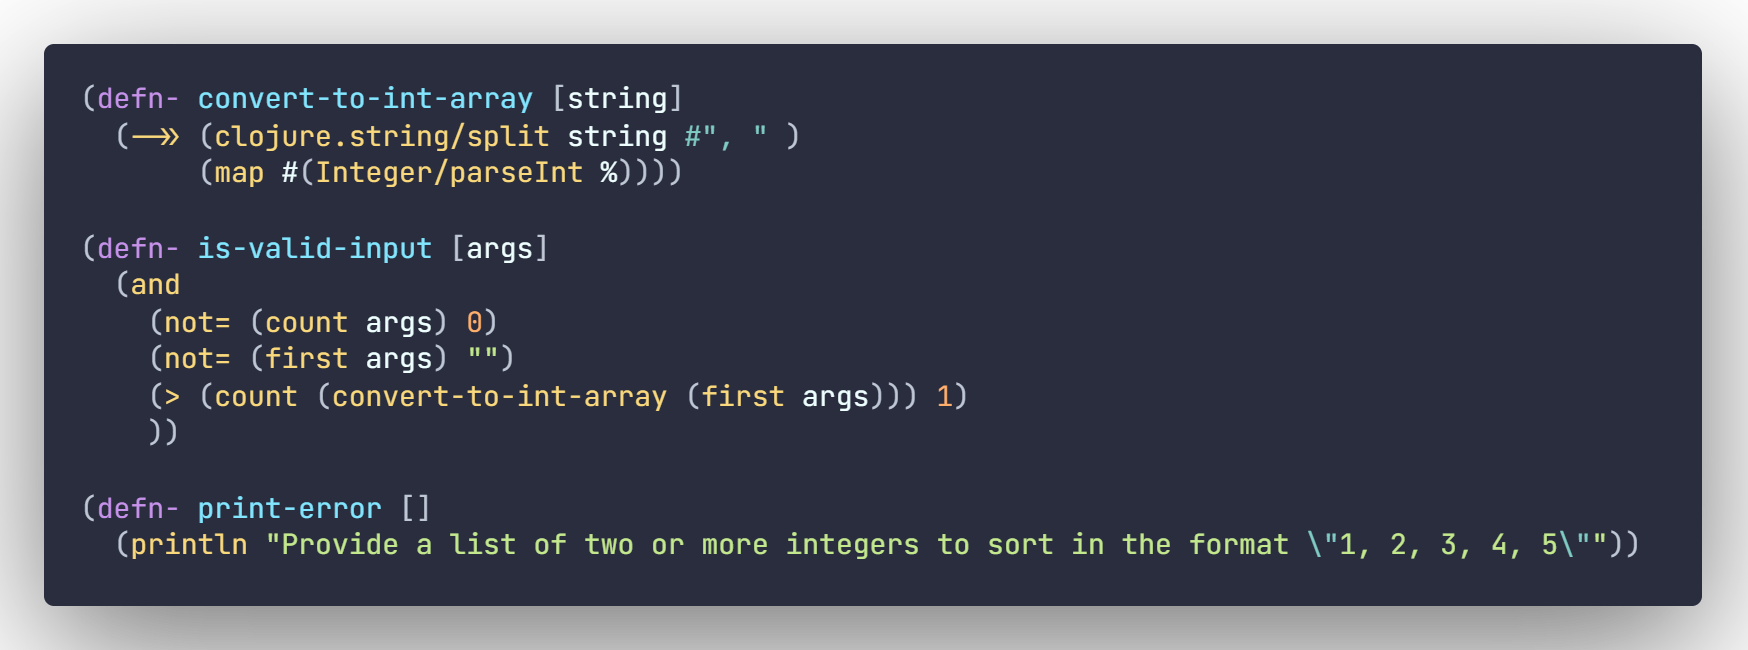 (defn- convert-to-int-array [string]
  (->> (clojure.string/split string #", " )
       (map #(Integer/parseInt %))))
(defn- is-valid-input [args]
  (and
    (not= (count args) 0)
    (not= (first args) "")
    (> (count (convert-to-int-array (first args))) 1)
    ))
(defn- print-error []
  (println "Provide a list of two or more integers to sort in the format \"1, 2, 3, 4, 5\""))